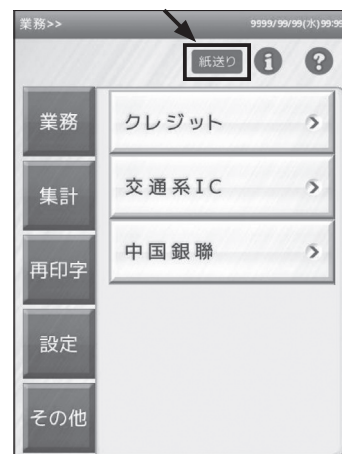 業務>> 9999/99/99(水)99:99
紙送り i ?
業務
クレジット >
集計
交通系IC >
中国銀聯 >
再印字
設定
その他